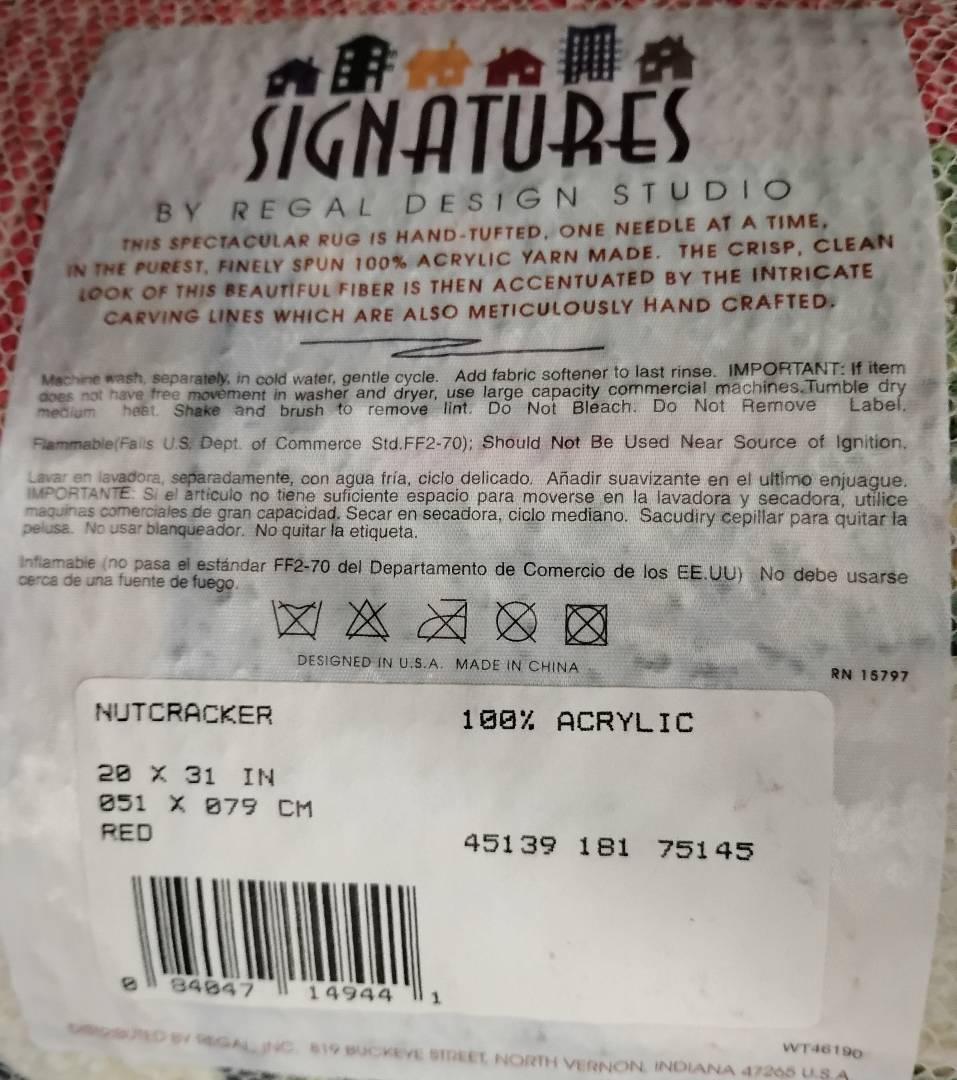 SIGNATURES
BY REGAL DESIGN STUDIO
THIS SPECTACULAR RUG IS HAND-TUFTED, ONE NEEDLE AT A TIME,
IN THE PUREST, FINELY SPUN 100% ACRYLIC YARN MADE. THE CRISP, CLEAN
LOOK OF THIS BEAUTIFUL FIBER IS THEN ACCENTUATED BY THE INTRICATE
CARVING LINES WHICH ARE ALSO METICULOUSLY HAND CRAFTED.
Machine wash, separately, in cold water, gentle cycle. Add fabric softener to last rinse. IMPORTANT: If item
does not have free movement in washer and dryer, use large capacity commercial machines. Tumble dry
medium heat. Shake and brush to remove lint. Do Not Bleach. Do Not Remove Label.
Flammable(Fails U.S. Dept. of Commerce Std.FF2-70); Should Not Be Used Near Source of Ignition.
Lavar en lavadora, separadamente, con agua fría, ciclo delicado. Añadir suavizante en el ultimo enjuague.
IMPORTANTE: Si el artículo no tiene suficiente espacio para moverse en la lavadora y secadora, utilice
maquinas comerciales de gran capacidad. Secar en secadora, ciclo mediano. Sacudiry cepillar para quitar la
pelusa. No usar blanqueador. No quitar la etiqueta.
Inflamable (no pasa el estándar FF2-70 del Departamento de Comercio de los EE.UU) No debe usarse
cerca de una fuente de fuego.
DESIGNED IN U.S.A. MADE IN CHINA
RN 15797
NUTCRACKER 100% ACRYLIC
20 X 31 IN
051 X 079 CM
RED
45139 181 75145
0 84047 14944 1
WT46190
DISTRIBUTED BY REGAL, INC. 819 BUCKEYE STREET, NORTH VERNON, INDIANA 47265 U.S.A.